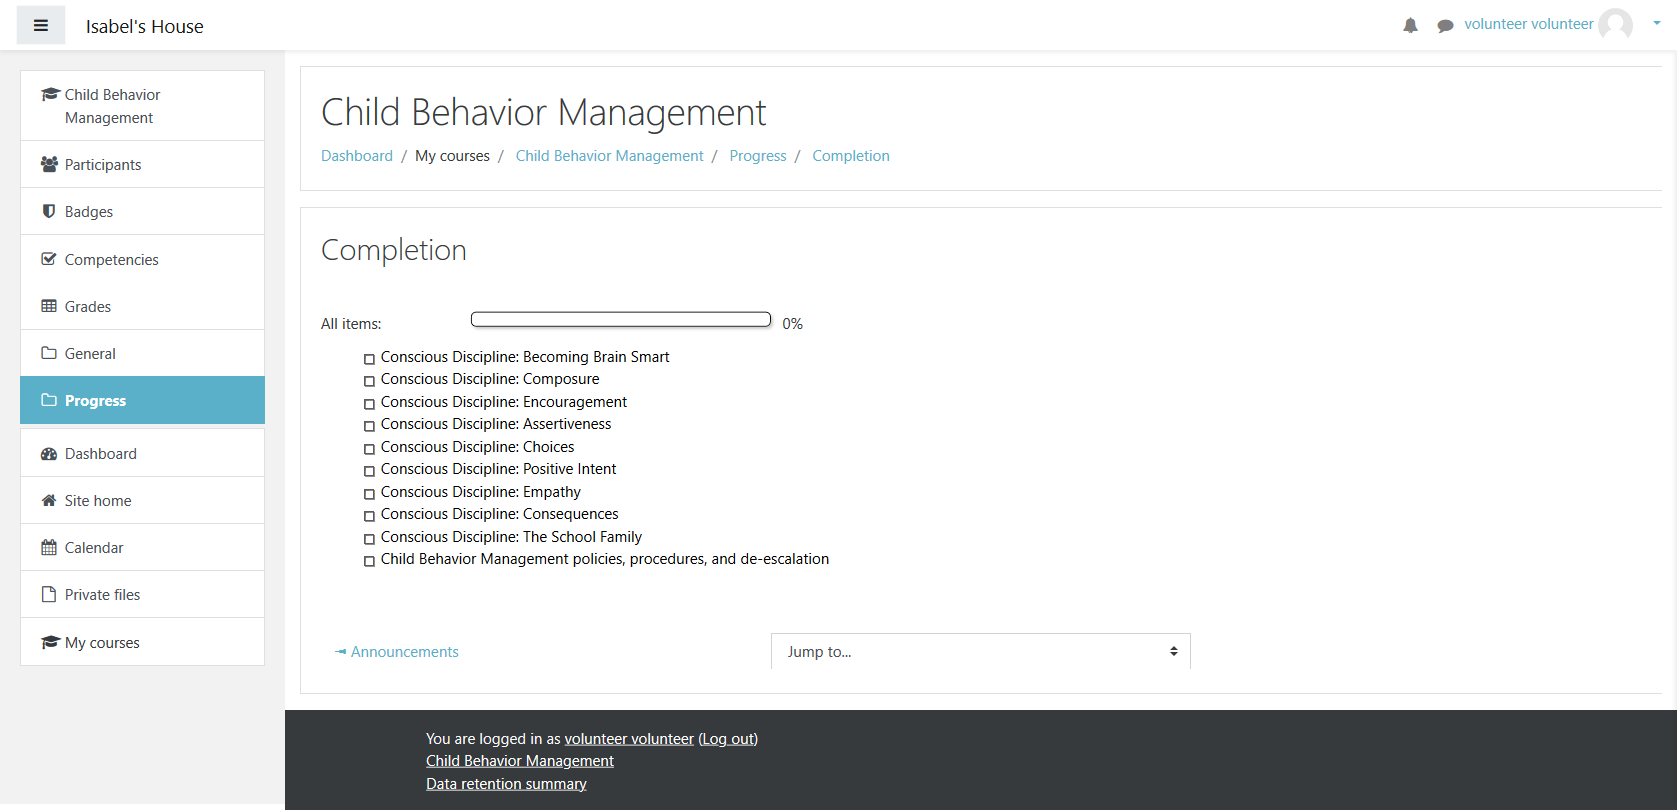 Isabel's House
volunteer volunteer
Child Behavior
Management
Participants
Badges
Competencies
Grades
General
Progress
Dashboard
Site home
Calendar
Private files
My courses
Child Behavior Management
Dashboard / My courses / Child Behavior Management / Progress / Completion
Completion
All items: 0%
Conscious Discipline: Becoming Brain Smart
Conscious Discipline: Composure
Conscious Discipline: Encouragement
Conscious Discipline: Assertiveness
Conscious Discipline: Choices
Conscious Discipline: Positive Intent
Conscious Discipline: Empathy
Conscious Discipline: Consequences
Conscious Discipline: The School Family
Child Behavior Management policies, procedures, and de-escalation
Announcements
Jump to...
You are logged in as volunteer volunteer (Log out)
Child Behavior Management
Data retention summary